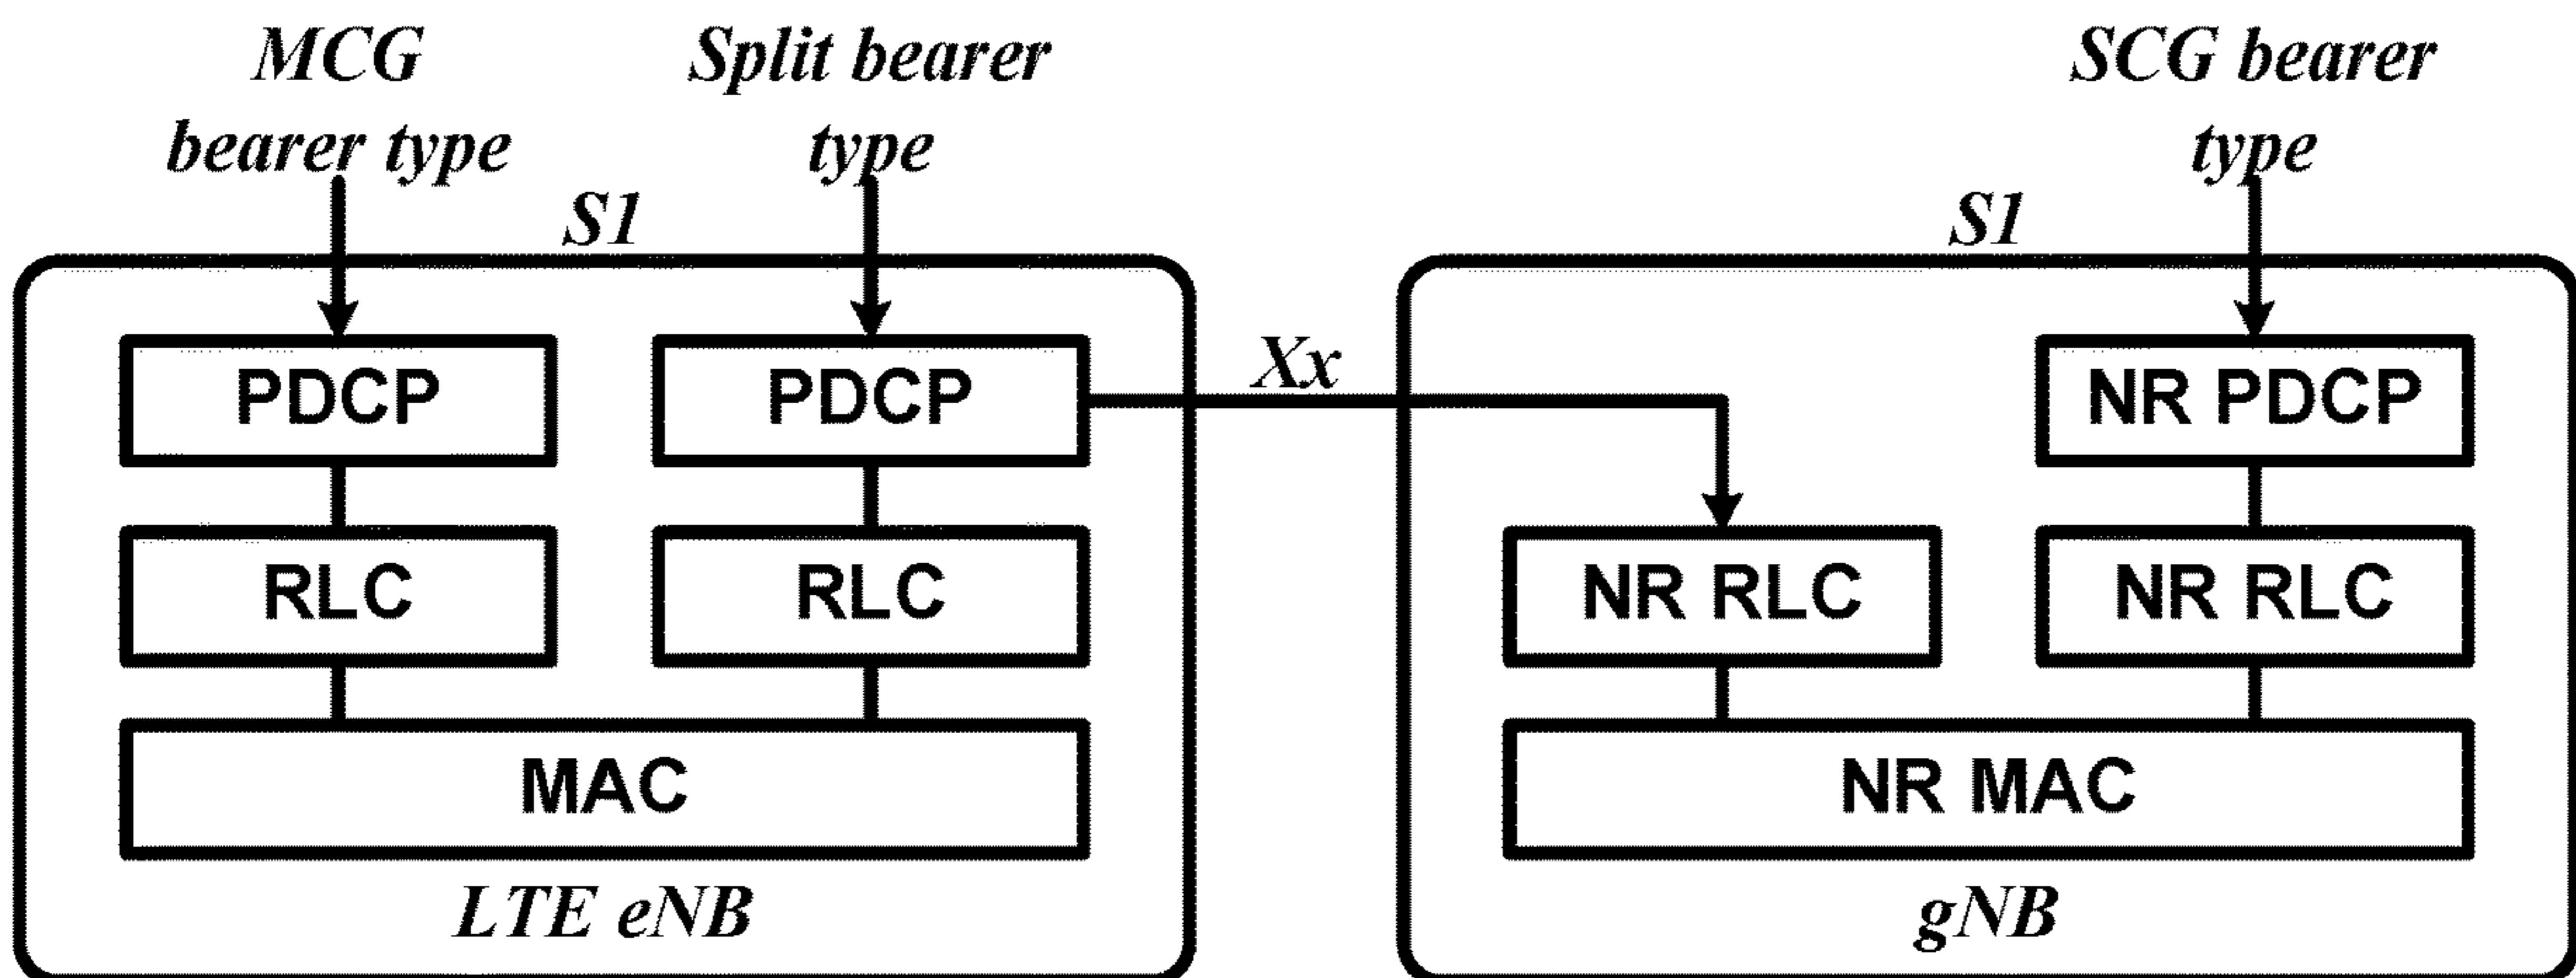 MCG
bearer type
Split bearer
type
SCG bearer
type
S1
S1
Xx
PDCP
PDCP
NR PDCP
RLC
RLC
NR RLC
NR RLC
MAC
NR MAC
LTE eNB
gNB